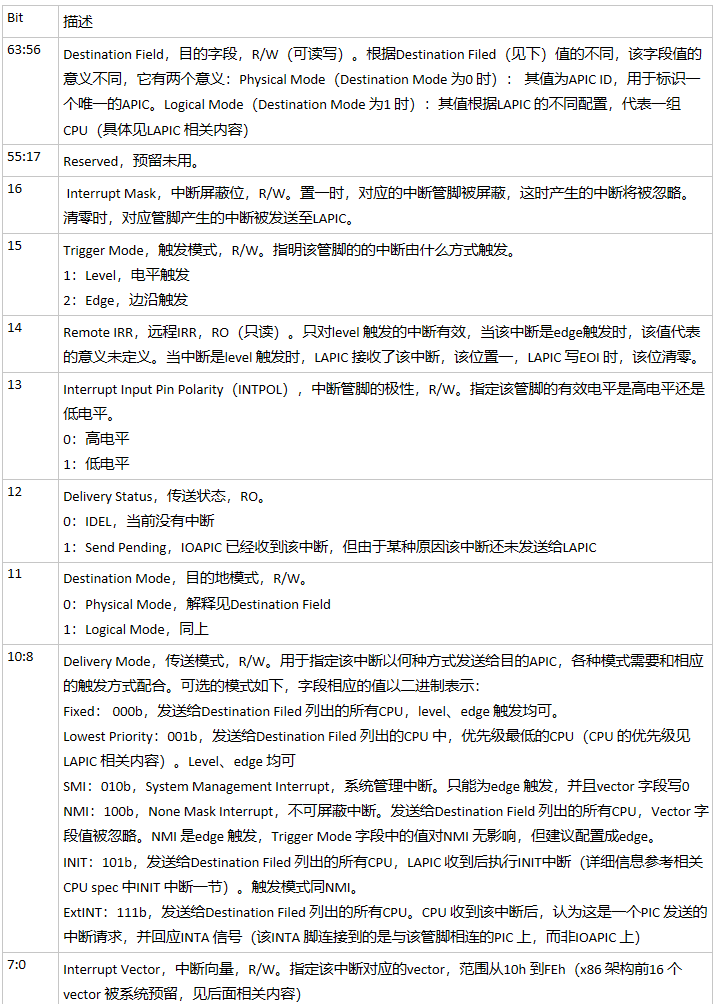 Bit 描述
63:56 Destination Field，目的字段，R/W（可读写）。根据Destination Filed（见下）值的不同，该字段值的
意义不同，它有两个意义：Physical Mode（Destination Mode 为0 时）： 其值为APIC ID，用于标识一
个唯一的APIC。Logical Mode（Destination Mode 为1 时）：其值根据LAPIC 的不同配置，代表一组
CPU（具体见LAPIC 相关内容）
55:17 Reserved，预留未用。
16 Interrupt Mask，中断屏蔽位，R/W。置一时，对应的中断管脚被屏蔽，这时产生的中断将被忽略。
清零时，对应管脚产生的中断被发送至LAPIC。
15 Trigger Mode，触发模式，R/W。指明该管脚的的中断由什么方式触发。
1：Level，电平触发
2：Edge，边沿触发
14 Remote IRR，远程IRR，RO（只读）。只对level 触发的中断有效，当该中断是edge触发时，该值代表
的意义未定义。当中断是level 触发时，LAPIC 接收了该中断，该位置一，LAPIC 写EOI 时，该位清零。
13 Interrupt Input Pin Polarity（INTPOL），中断管脚的极性，R/W。指定该管脚的有效电平是高电平还是
低电平。
0：高电平
1：低电平
12 Delivery Status，传送状态，RO。
0：IDEL，当前没有中断
1：Send Pending，IOAPIC 已经收到该中断，但由于某种原因该中断还未发送给LAPIC
11 Destination Mode，目的地模式，R/W。
0：Physical Mode，解释见Destination Field
1：Logical Mode，同上
10:8 Delivery Mode，传送模式，R/W。用于指定该中断以何种方式发送给目的APIC，各种模式需要和相应
的触发方式配合。可选的模式如下，字段相应的值以二进制表示：
Fixed： 000b，发送给Destination Filed 列出的所有CPU，level、edge 触发均可。
Lowest Priority：001b，发送给Destination Filed 列出的CPU 中，优先级最低的CPU（CPU 的优先级见
LAPIC 相关内容）。Level、edge 均可
SMI：010b，System Management Interrupt，系统管理中断。只能为edge 触发，并且vector 字段写0
NMI：100b，None Mask Interrupt，不可屏蔽中断。发送给Destination Field 列出的所有CPU，Vector 字
段值被忽略。NMI 是edge 触发，Trigger Mode 字段中的值对NMI 无影响，但建议配置成edge。
INIT：101b，发送给Destination Filed 列出的所有CPU，LAPIC 收到后执行INIT中断（详细信息参考相关
CPU spec 中INIT 中断一节）。触发模式同NMI。
ExtINT：111b，发送给Destination Filed 列出的所有CPU。CPU 收到该中断后，认为这是一个PIC 发送的
中断请求，并回应INTA 信号（该INTA 脚连接到的是与该管脚相连的PIC 上，而非IOAPIC 上）
7:0 Interrupt Vector，中断向量，R/W。指定该中断对应的vector，范围从10h 到FEh（x86 架构前16 个
vector 被系统预留，见后面相关内容）